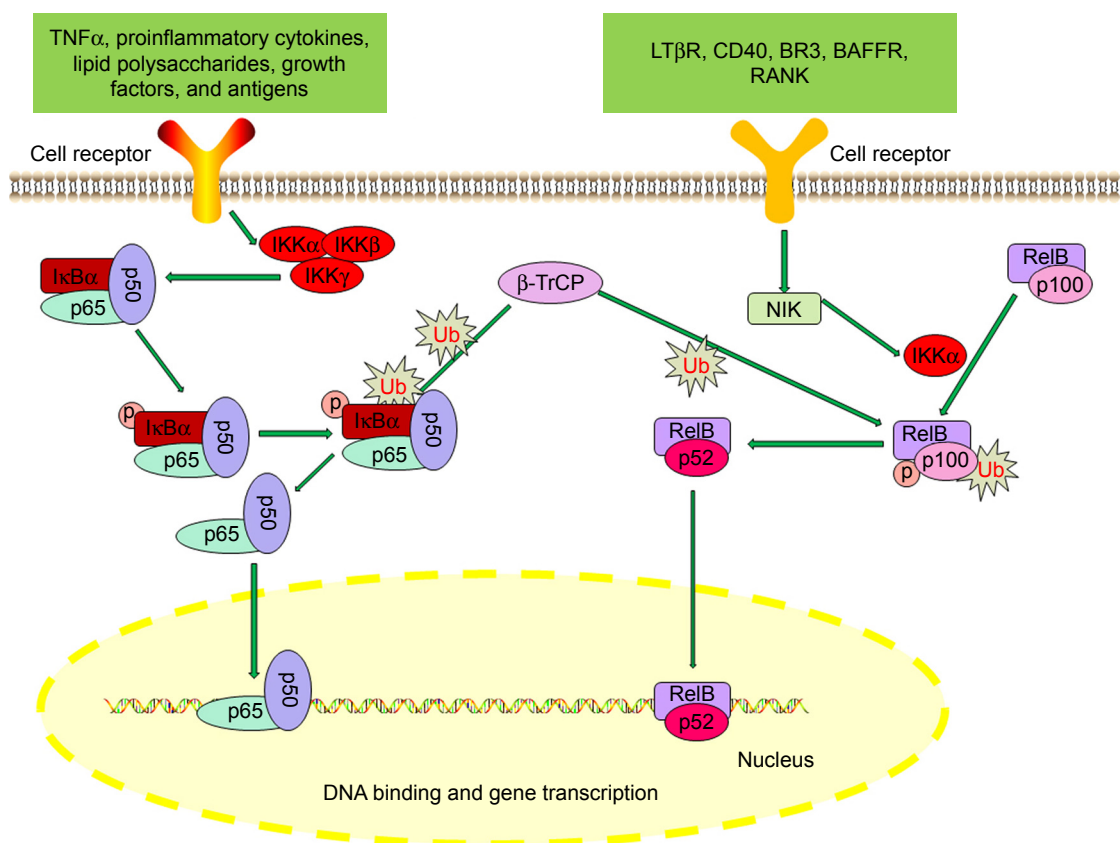 TNFα, proinflammatory cytokines,
lipid polysaccharides, growth
factors, and antigens
LTβR, CD40, BR3, BAFFR,
RANK
Cell receptor
Cell receptor
IKKα
IKKβ
IKKγ
IκBα
p50
p65
β-TrCP
NIK
RelB
p100
IKKα
Ub
Ub
Ub
p
IκBα
p50
p65
p
IκBα
p50
p65
RelB
p52
RelB
p100
p
Ub
p65
p50
p65
p50
RelB
p52
Nucleus
DNA binding and gene transcription